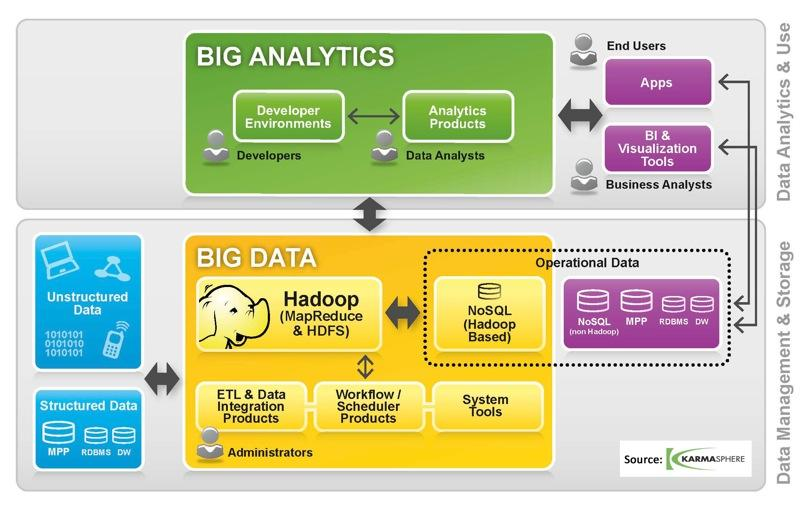 BIG ANALYTICS
Developer
Environments
Analytics
Products
Developers
Data Analysts
End Users
Apps
BI &
Visualization
Tools
Business Analysts
Data Analytics & Use
Unstructured
Data
1010101
0101010
1010101
Structured Data
MPP
RDBMS
DW
BIG DATA
Hadoop
(MapReduce
& HDFS)
Operational Data
NoSQL
(Hadoop
Based)
NoSQL
(non Hadoop)
MPP
RDBMS
DW
ETL & Data
Integration
Products
Workflow /
Scheduler
Products
System
Tools
Administrators
Source:
KARMASPHERE
Data Management & Storage